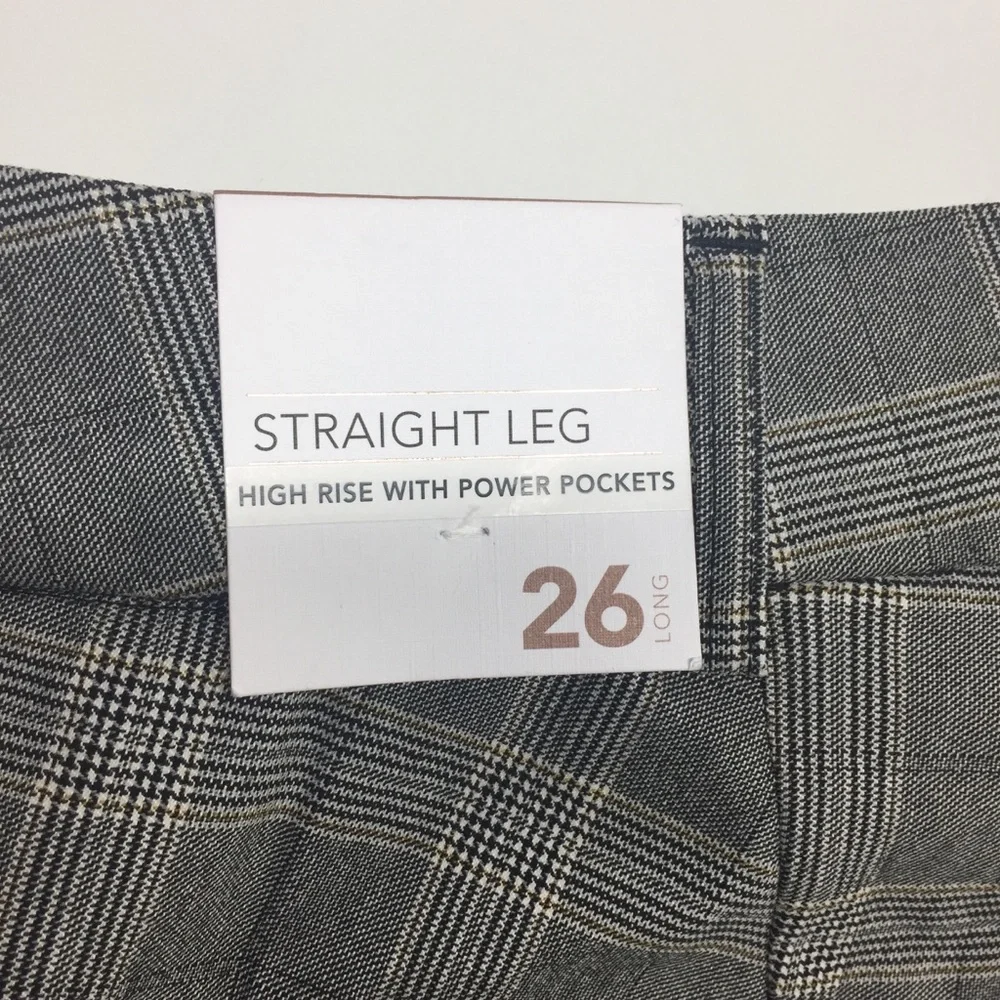 STRAIGHT LEG
HIGH RISE WITH POWER POCKETS
26 LONG